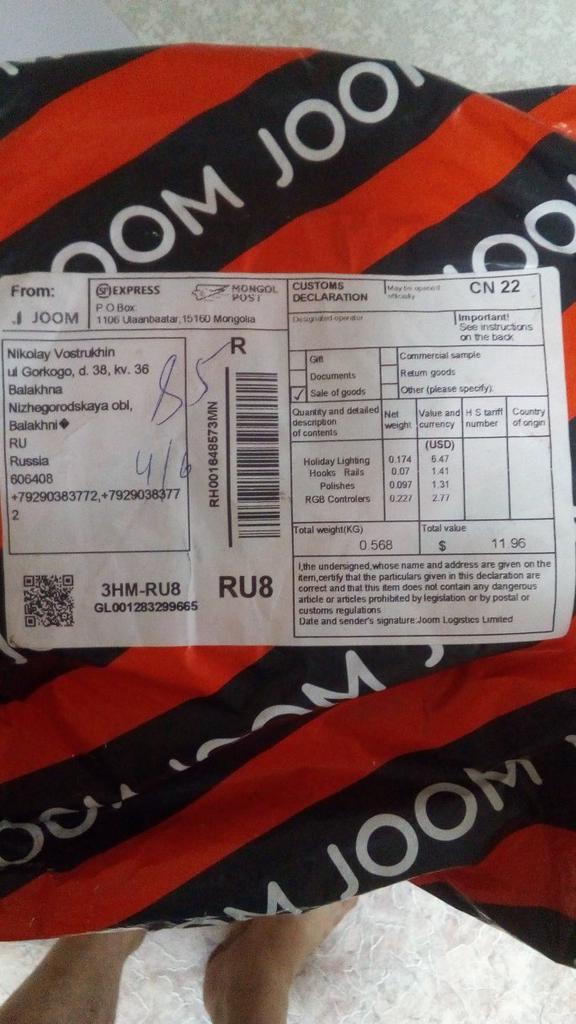 JOOM JOOM
JOOM
From:
JOOM
SF EXPRESS
MONGOL POST
P O Box
1106 Ulaanbaatar, 15160 Mongolia
CUSTOMS DECLARATION
May be opened officially
CN 22
Designated operator
Important!
See instructions on the back
Gift
Commercial sample
Documents
Return goods
✓ Sale of goods
Other (please specify):
Nikolay Vostrukhin
ul Gorkogo, d. 38, kv. 36
Balakhna
Nizhegorodskaya obl,
Balakhni�
RU
Russia
606408
+79290383772,+7929038377
2
85
4/6
R
RH001648573MN
Quantity and detailed description of contents
Net weight
Value and currency
H S tariff number
Country of origin
(USD)
Holiday Lighting 0.174 6.47
Hooks Rails 0.07 1.41
Polishes 0.097 1.31
RGB Controlers 0.227 2.77
Total weight(KG)
0.568
Total value
$ 11.96
I,the undersigned,whose name and address are given on the
item,certify that the particulars given in this declaration are
correct and that this item does not contain any dangerous
article or articles prohibited by legislation or by postal or
customs regulations
Date and sender's signature:Joom Logistics Limited
3HM-RU8
GL001283299665
RU8
JOOM
JOOM
JOOM